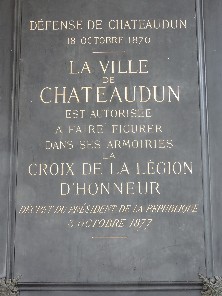 DÉFENSE DE CHATEAUDUN
18 OCTOBRE 1870
LA VILLE
DE
CHATEAUDUN
EST AUTORISÉE
A FAIRE FIGURER
DANS SES ARMOIRIES
LA
CROIX DE LA LÉGION
D'HONNEUR
DÉCRET DU PRÉSIDENT DE LA RÉPUBLIQUE
3 OCTOBRE 1877